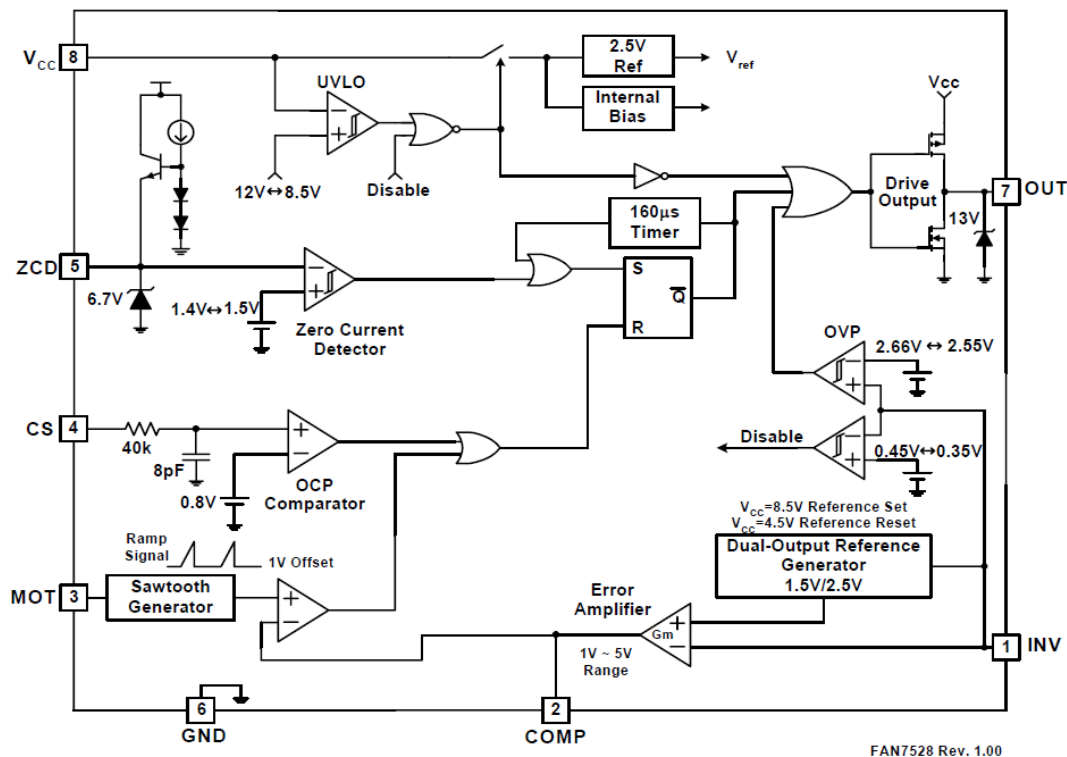 V_CC 8
2.5V
Ref
V_ref
Internal
Bias
UVLO
12V↔8.5V
Disable
Vcc
Drive
Output
7 OUT
13V
160μs
Timer
ZCD 5
6.7V
1.4V↔1.5V
Zero Current
Detector
S
R
Q̅
OVP
2.66V ↔ 2.55V
CS 4
40k
8pF
0.8V
OCP
Comparator
Disable
0.45V↔0.35V
V_CC=8.5V Reference Set
V_CC=4.5V Reference Reset
Dual-Output Reference
Generator
1.5V/2.5V
Ramp
Signal
1V Offset
MOT 3
Sawtooth
Generator
Error
Amplifier
Gm
1V ~ 5V
Range
1 INV
6
GND
2
COMP
FAN7528 Rev. 1.00